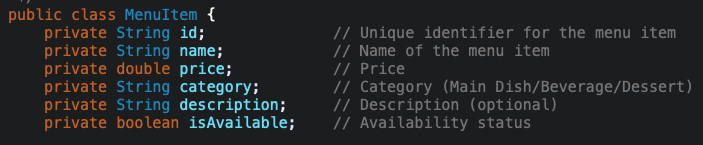 public class MenuItem {
private String id; // Unique identifier for the menu item
private String name; // Name of the menu item
private double price; // Price
private String category; // Category (Main Dish/Beverage/Dessert)
private String description; // Description (optional)
private boolean isAvailable; // Availability status